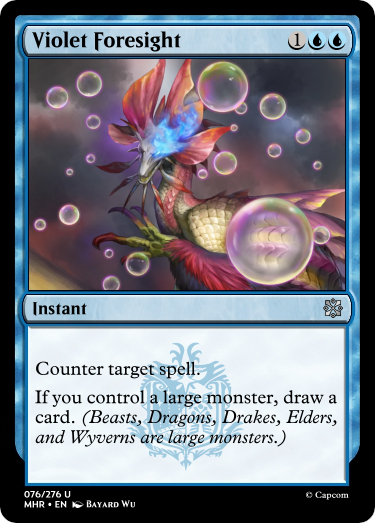 Violet Foresight 1
Instant
Counter target spell.
If you control a large monster, draw a
card. (Beasts, Dragons, Drakes, Elders,
and Wyverns are large monsters.)
076/276 U
MHR • EN Bayard Wu
© Capcom